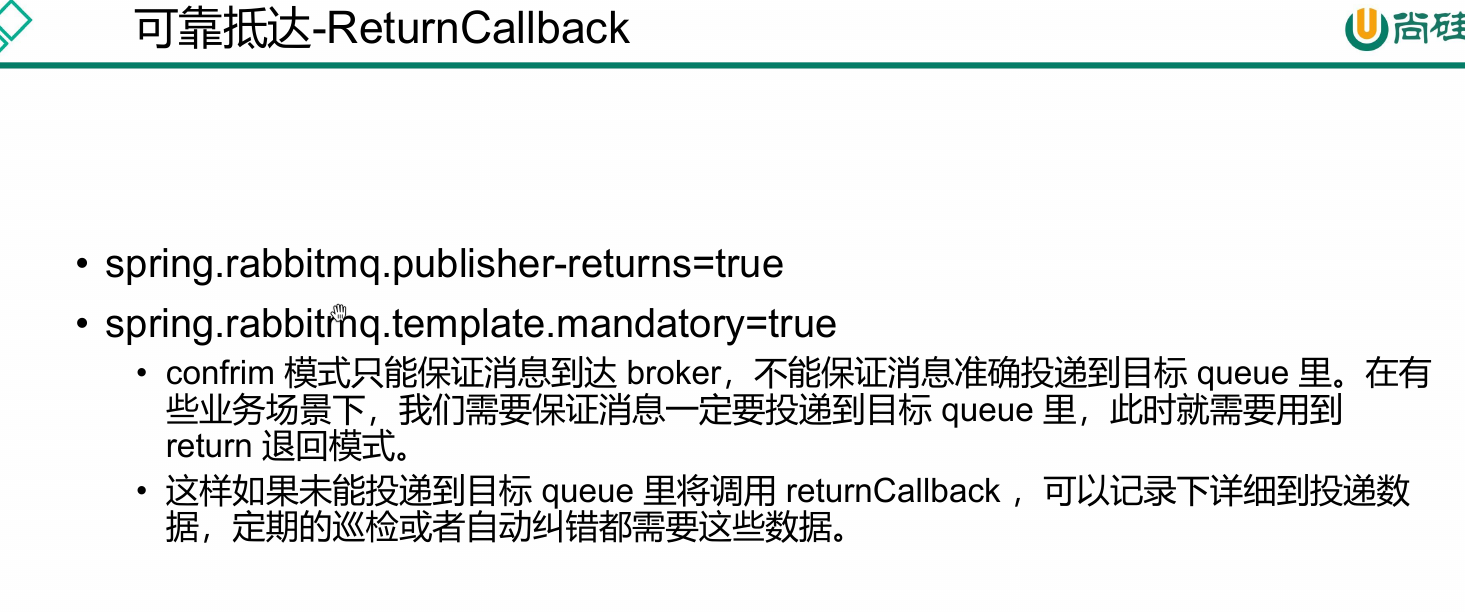 可靠抵达-ReturnCallback
尚硅
• spring.rabbitmq.publisher-returns=true
• spring.rabbitmq.template.mandatory=true
• confrim 模式只能保证消息到达 broker，不能保证消息准确投递到目标 queue 里。在有
些业务场景下，我们需要保证消息一定要投递到目标 queue 里，此时就需要用到
return 退回模式。
• 这样如果未能投递到目标 queue 里将调用 returnCallback ，可以记录下详细到投递数
据，定期的巡检或者自动纠错都需要这些数据。